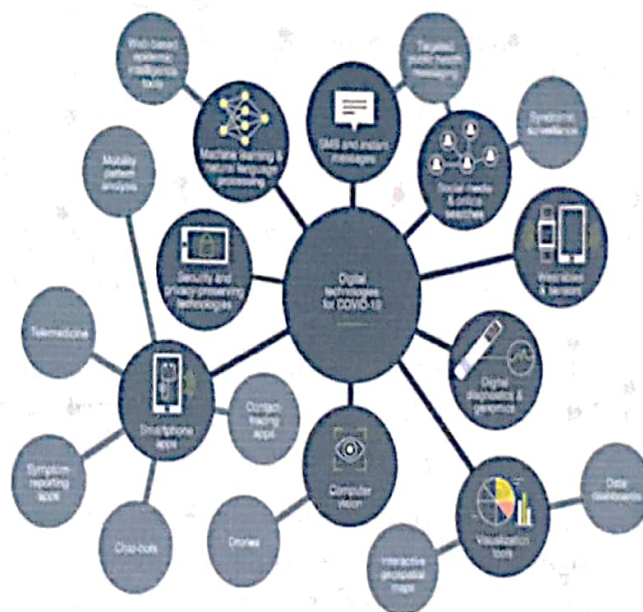 Web-based
epidemic
intelligence
tools
Targeted
public health
messaging
Machine learning &
natural language
processing
SMS and instant
messages
Syndromic
surveillance
Mobility
pattern
analysis
Social media
& online
searches
Security and
privacy-preserving
technologies
Digital
technologies
for COVID-19
Wearables
& sensors
Telemedicine
Digital
diagnostics &
genomics
Smartphone
apps
Contact-
tracing apps
Symptom-
reporting apps
Computer
vision
Data
dashboards
Chat-bots
Drones
Visualization
tools
Interactive
geospatial
maps